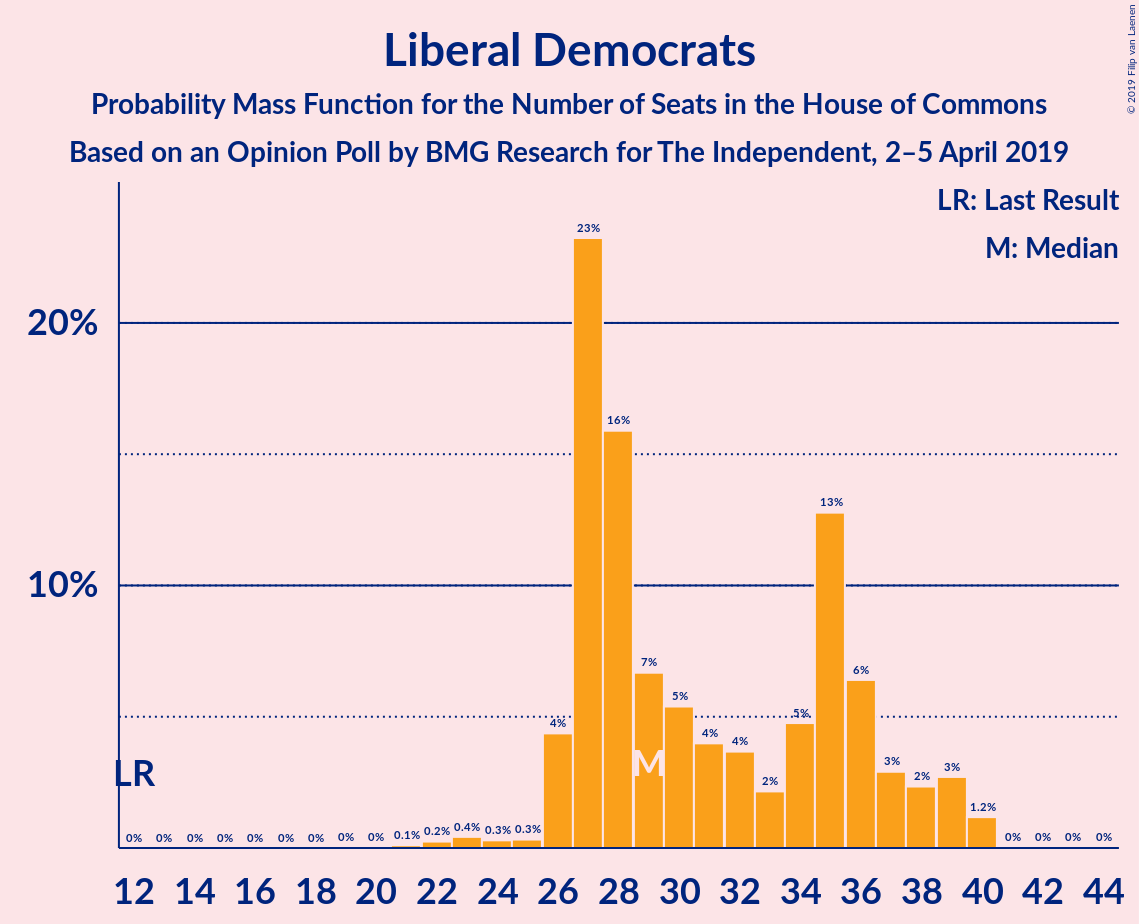 © 2019 Filip van Laenen
Liberal Democrats
Probability Mass Function for the Number of Seats in the House of Commons
Based on an Opinion Poll by BMG Research for The Independent, 2–5 April 2019
LR: Last Result
M: Median
23%
20%
16%
13%
10%
7%
6%
5%
5%
4%
4%
4%
M
LR
3%
3%
2%
2%
1.2%
0% 0% 0% 0% 0% 0% 0% 0% 0% 0.1% 0.2% 0.4% 0.3% 0.3% 0% 0% 0% 0%
12 14 16 18 20 22 24 26 28 30 32 34 36 38 40 42 44